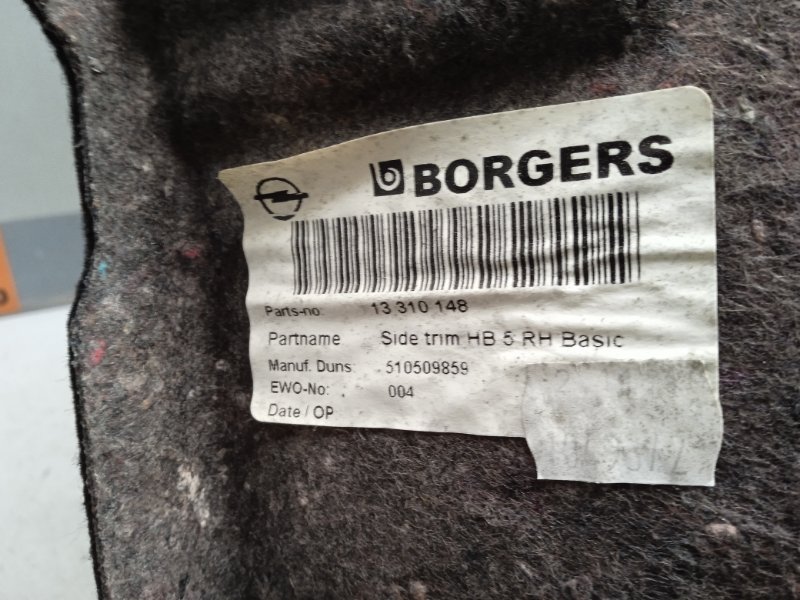 BORGERS
Parts-no: 13 310 148
Partname Side trim HB 5 RH Basic
Manuf. Duns: 510509859
EWO-No: 004
Date / OP